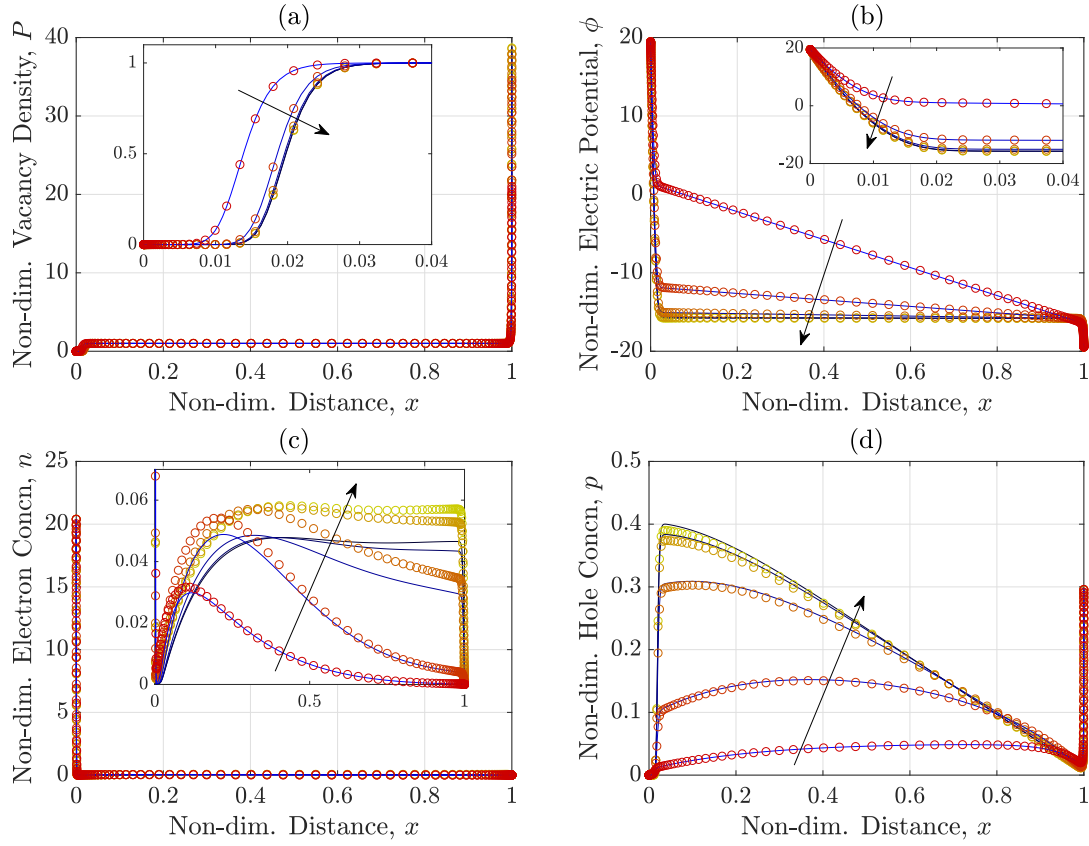 (a)
Non-dim. Vacancy Density, P
40
35
30
25
20
15
10
5
0
1
0.5
0
0
0.01
0.02
0.03
0.04
0 0.2 0.4 0.6 0.8 1
Non-dim. Distance, x
(b)
Non-dim. Electric Potential, ϕ
20
10
0
-10
-20
20
0
-20
0 0.01 0.02 0.03 0.04
0 0.2 0.4 0.6 0.8 1
Non-dim. Distance, x
(c)
Non-dim. Electron Concn, n
25
20
15
10
5
0
0.06
0.04
0.02
0
0 0.5 1
0 0.2 0.4 0.6 0.8 1
Non-dim. Distance, x
(d)
Non-dim. Hole Concn, p
0.5
0.4
0.3
0.2
0.1
0
0 0.2 0.4 0.6 0.8 1
Non-dim. Distance, x